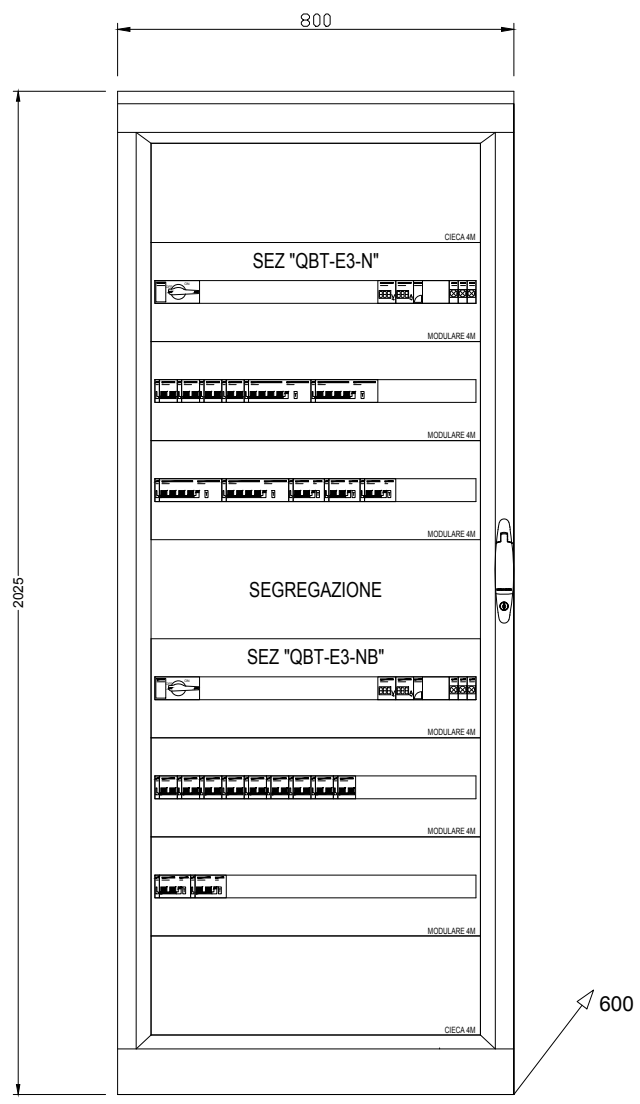 800
CIECA 4M
SEZ "QBT-E3-N"
MODULARE 4M
MODULARE 4M
MODULARE 4M
2025
SEGREGAZIONE
SEZ "QBT-E3-NB"
MODULARE 4M
MODULARE 4M
MODULARE 4M
600
CIECA 4M